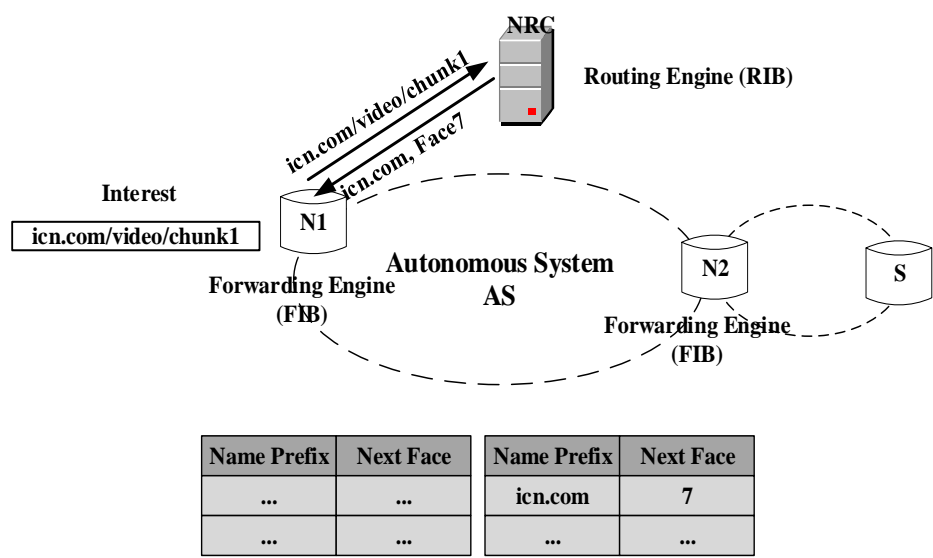 NRC
Routing Engine (RIB)
icn.com/video/chunk1
icn.com, Face7
Interest
icn.com/video/chunk1
N1
Forwarding Engine
(FIB)
Autonomous System
AS
N2
Forwarding Engine
(FIB)
S
Name Prefix Next Face
... ...
... ...
Name Prefix Next Face
icn.com 7
... ...